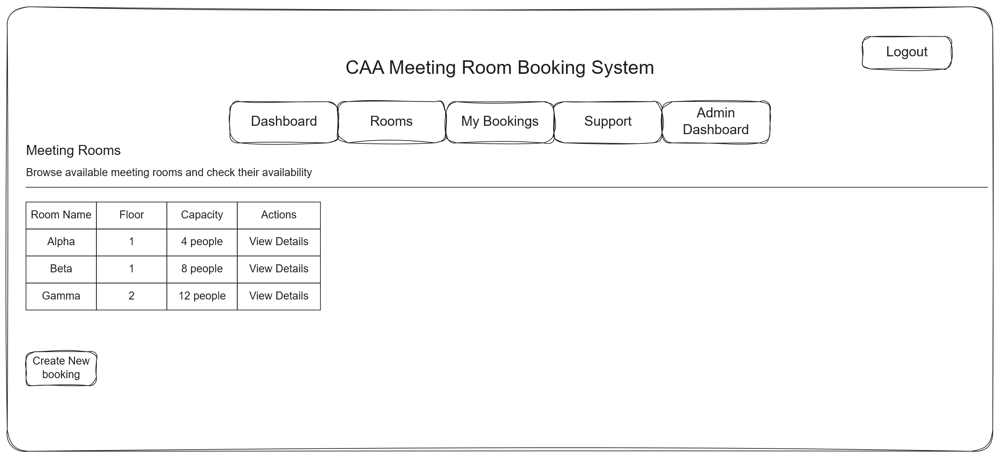 Logout
CAA Meeting Room Booking System
Dashboard
Rooms
My Bookings
Support
Admin
Dashboard
Meeting Rooms
Browse available meeting rooms and check their availability
Room Name Floor Capacity Actions
Alpha 1 4 people View Details
Beta 1 8 people View Details
Gamma 2 12 people View Details
Create New
booking